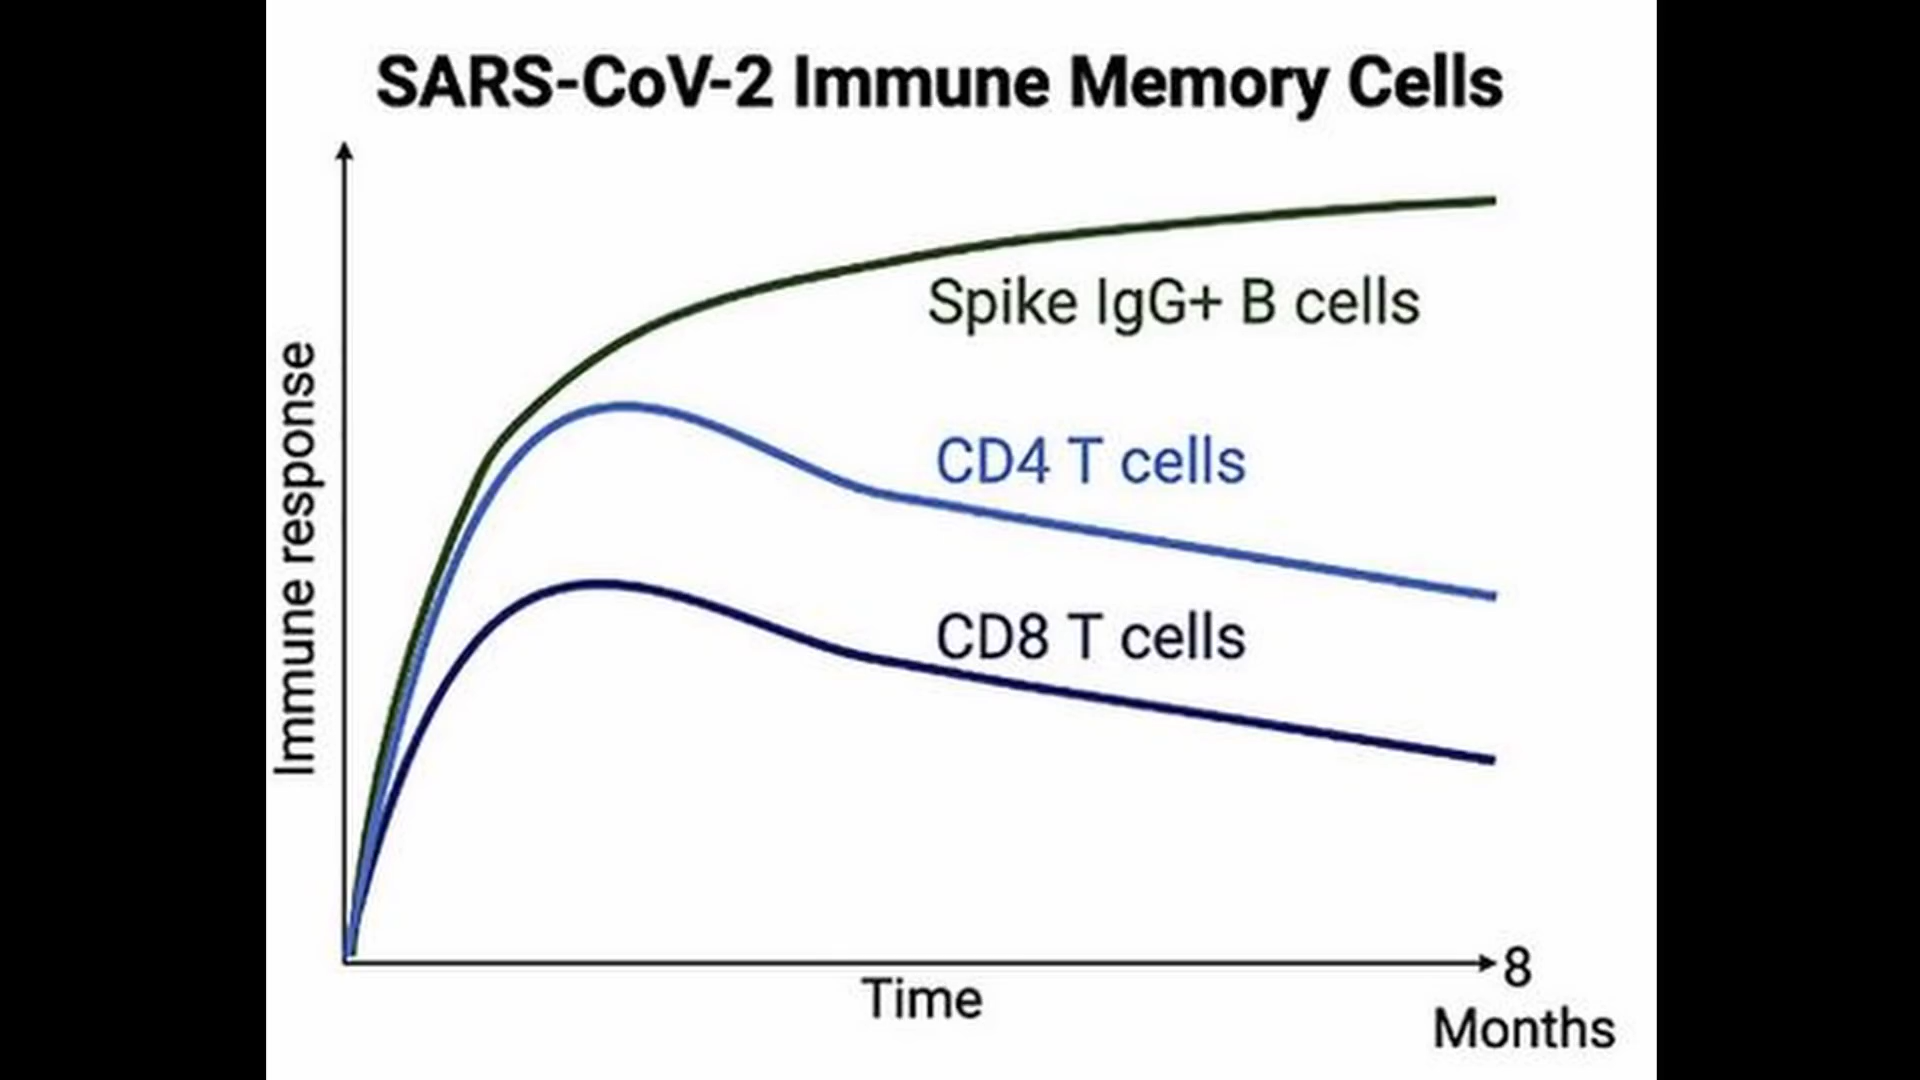 SARS-CoV-2 Immune Memory Cells
Immune response
Spike IgG+ B cells
CD4 T cells
CD8 T cells
Time
8
Months